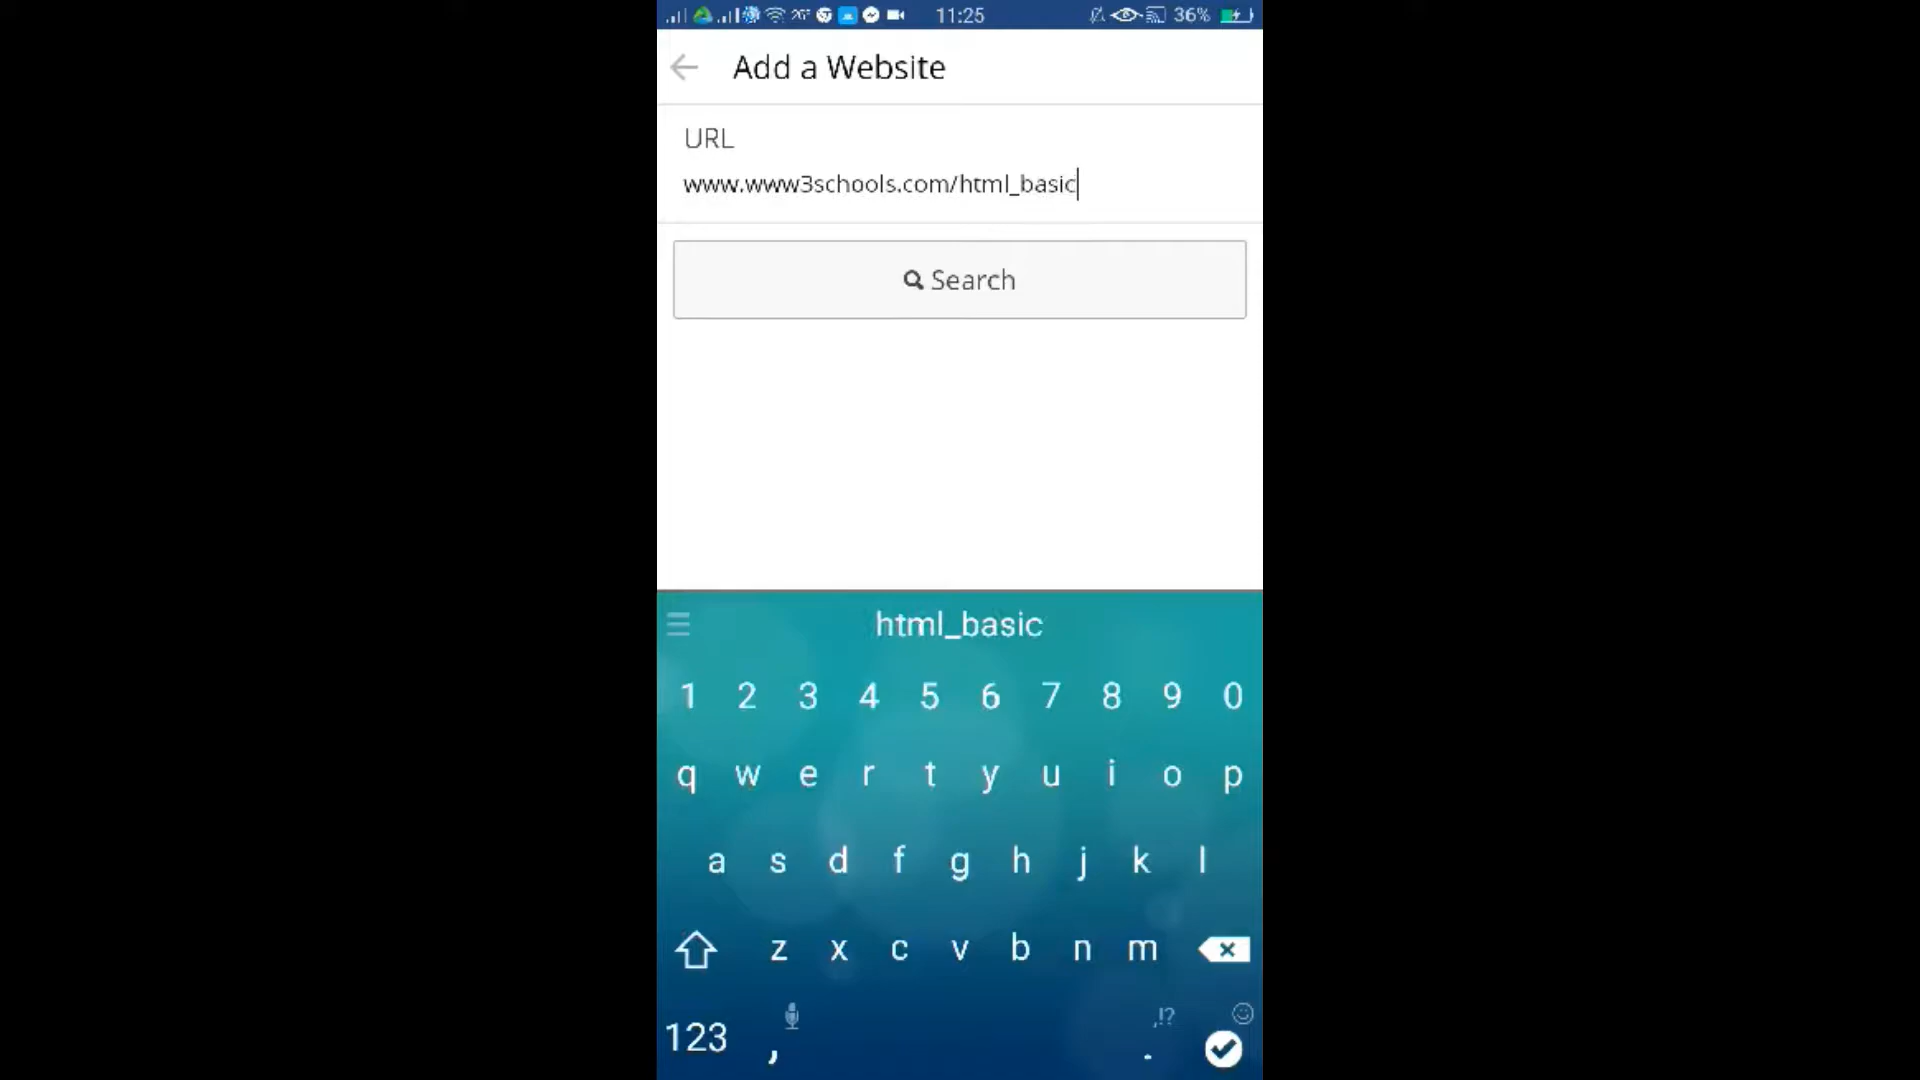 26° 11:25 36%
Add a Website
URL
www.www3schools.com/html_basic
Search
html_basic
1 2 3 4 5 6 7 8 9 0
q w e r t y u i o p
a s d f g h j k l
z x c v b n m
,!?
123 , .